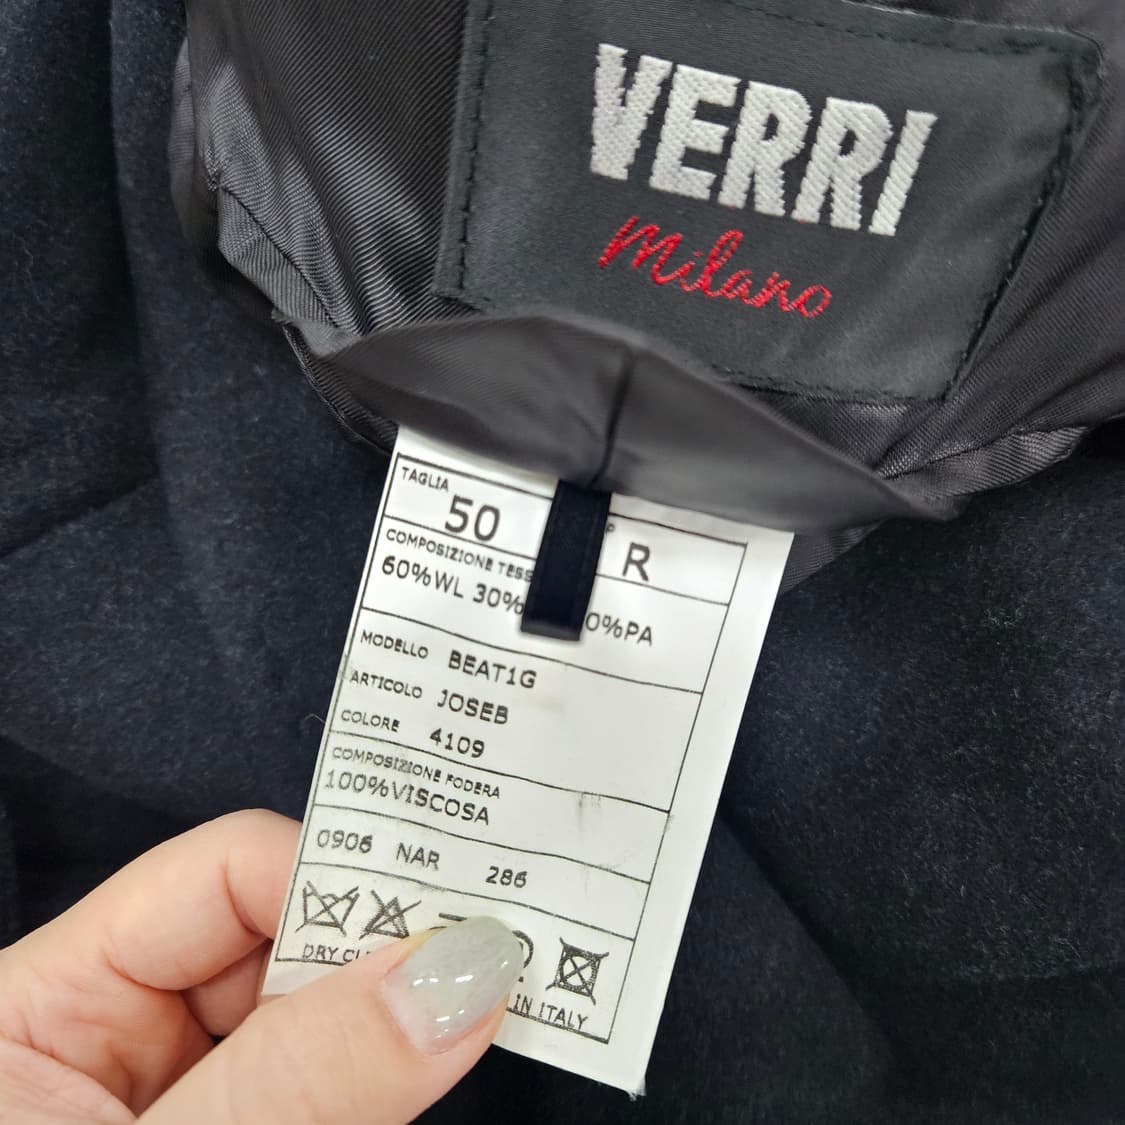 VERRI
milano
TAGLIA
50 R
COMPOSIZIONE TESS
60%WL 30% 0%PA
MODELLO BEAT1G
ARTICOLO JOSEB
COLORE 4109
COMPOSIZIONE FODERA
100%VISCOSA
0906 NAR 286
DRY
IN ITALY